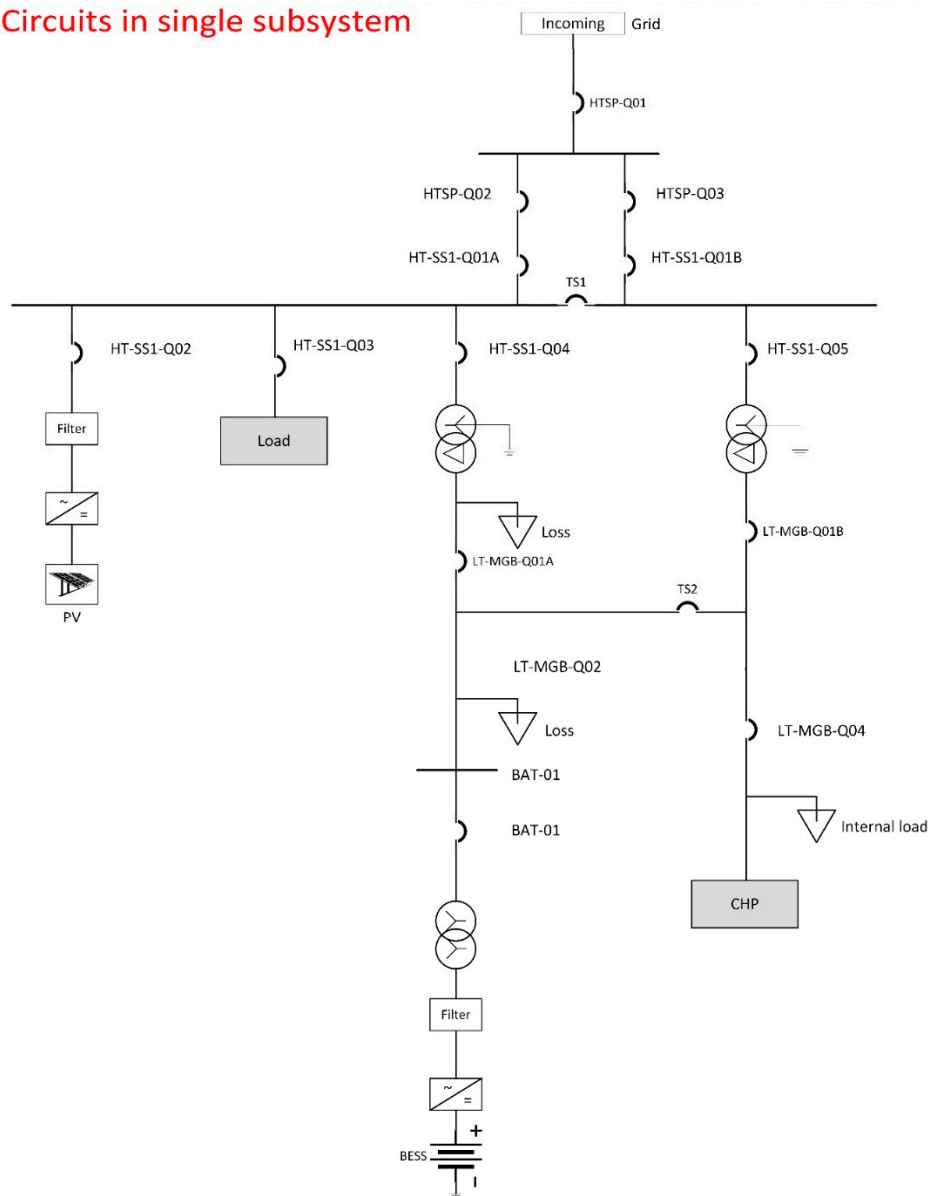 Circuits in single subsystem
Incoming Grid
HTSP-Q01
HTSP-Q02 HTSP-Q03
HT-SS1-Q01A HT-SS1-Q01B
TS1
HT-SS1-Q02 HT-SS1-Q03 HT-SS1-Q04 HT-SS1-Q05
Filter
Load
~
=
PV
Loss
LT-MGB-Q01A
LT-MGB-Q01B
TS2
LT-MGB-Q02
Loss
LT-MGB-Q04
BAT-01
BAT-01
Internal load
CHP
Filter
~
=
+
BESS
I